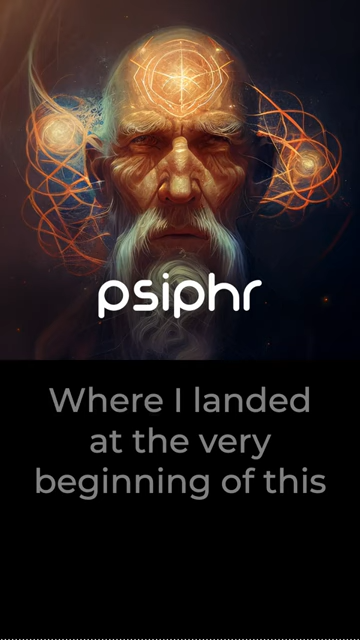 psiphr
Where I landed
at the very
beginning of this